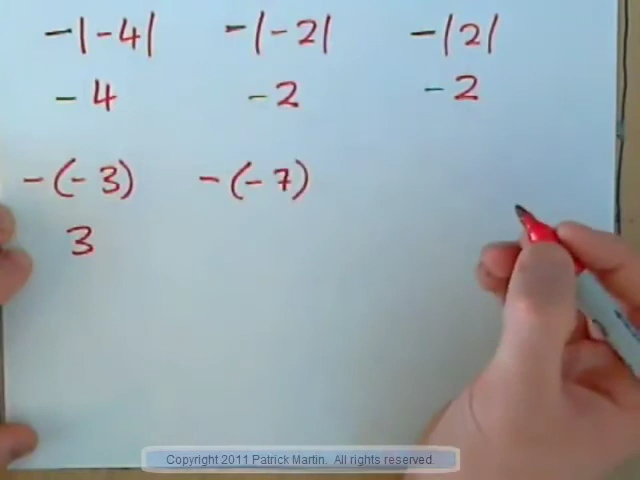 -|-4| -|-2| -|2|
-4 -2 -2
-(-3) -(-7)
3
Copyright 2011 Patrick Martin. All rights reserved.